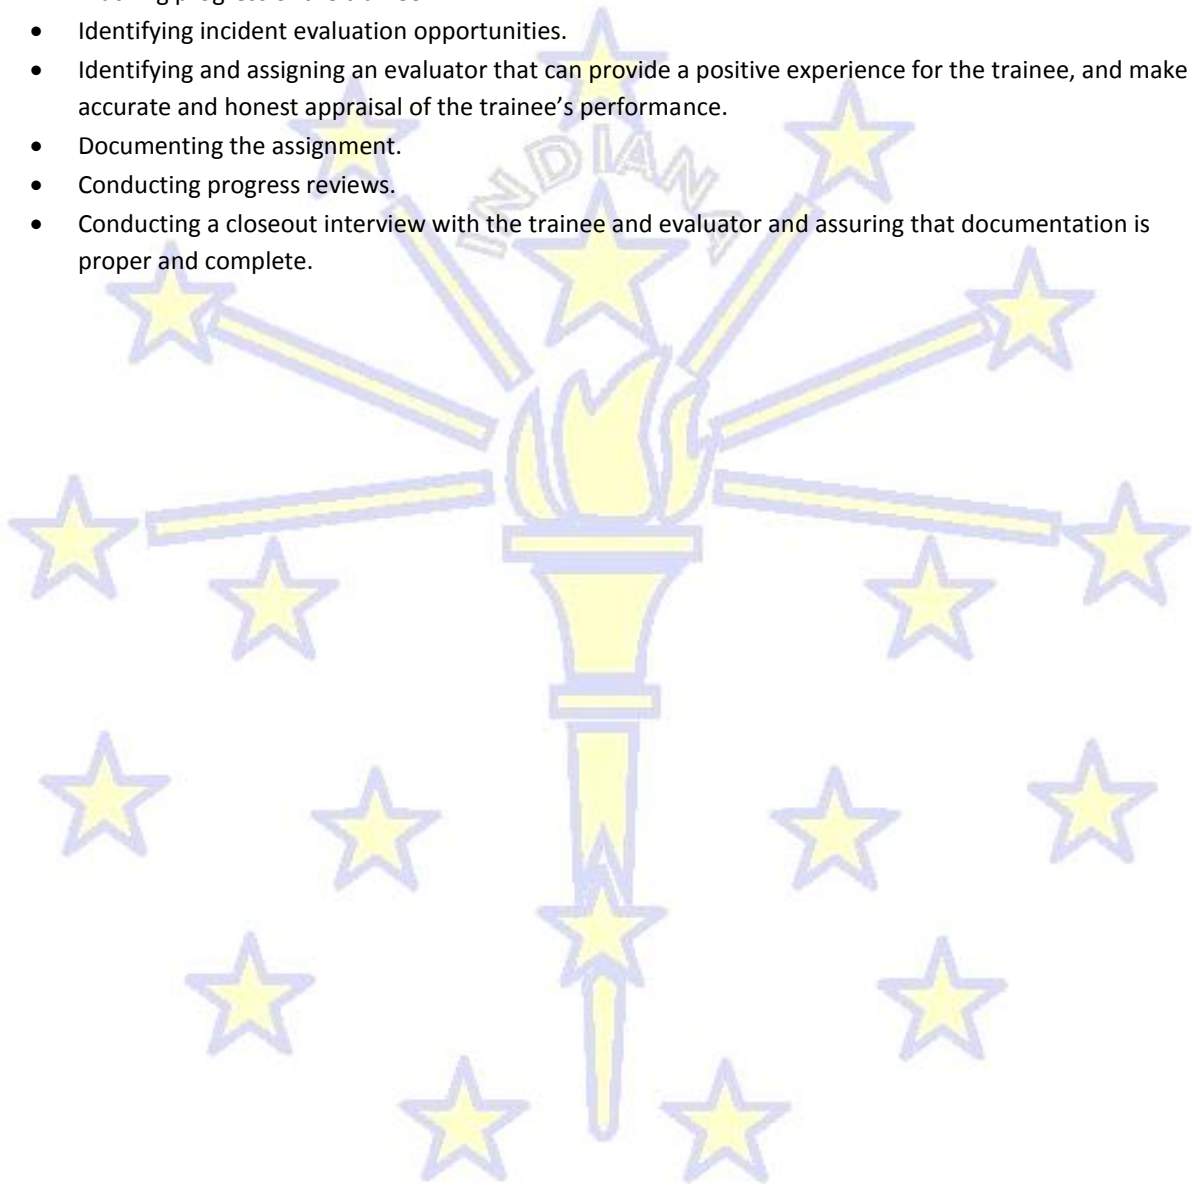 • Identifying incident evaluation opportunities.
• Identifying and assigning an evaluator that can provide a positive experience for the trainee, and make
accurate and honest appraisal of the trainee’s performance.
• Documenting the assignment.
• Conducting progress reviews.
• Conducting a closeout interview with the trainee and evaluator and assuring that documentation is
proper and complete.
INDIANA